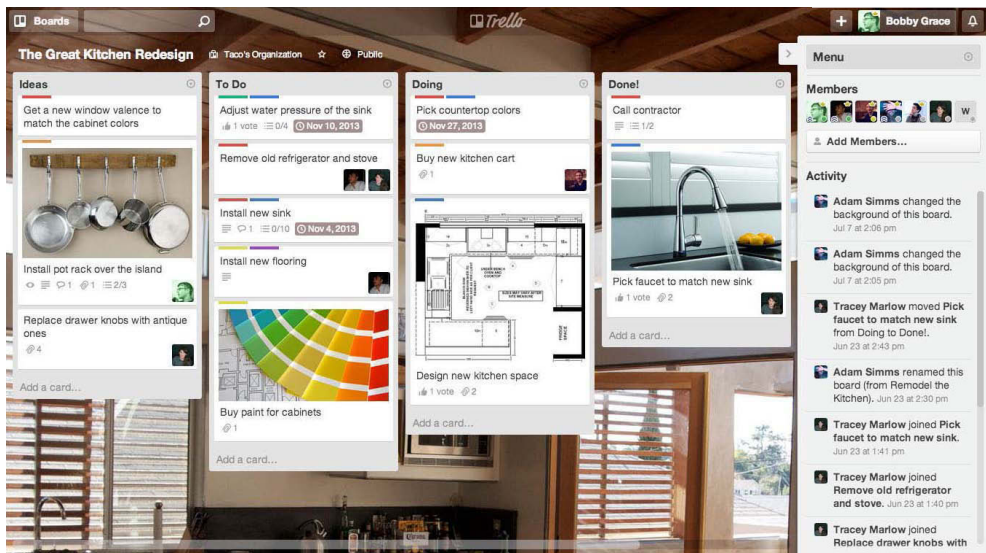 Boards
Trello
+
Bobby Grace
The Great Kitchen Redesign
Taco's Organization
Public
Ideas
Get a new window valence to
match the cabinet colors
Install pot rack over the island
1
1
2/3
Replace drawer knobs with antique
ones
4
Add a card...
To Do
Adjust water pressure of the sink
1 vote
0/4
Nov 10, 2013
Remove old refrigerator and stove
Install new sink
1
0/10
Nov 4, 2013
Install new flooring
Buy paint for cabinets
1
Add a card...
Doing
Pick countertop colors
Nov 27, 2013
Buy new kitchen cart
1
Design new kitchen space
1 vote
2
Add a card...
Done!
Call contractor
1/2
Pick faucet to match new sink
1 vote
2
Add a card...
Menu
Members
W
Add Members...
Activity
Adam Simms changed the
background of this board.
Jul 7 at 2:06 pm
Adam Simms changed the
background of this board.
Jul 7 at 2:05 pm
Tracey Marlow moved Pick
faucet to match new sink
from Doing to Done!.
Jun 23 at 2:43 pm
Adam Simms renamed this
board (from Remodel the
Kitchen). Jun 23 at 2:30 pm
Tracey Marlow joined Pick
faucet to match new sink.
Jun 23 at 1:41 pm
Tracey Marlow joined
Remove old refrigerator
and stove. Jun 23 at 1:40 pm
Tracey Marlow joined
Replace drawer knobs with